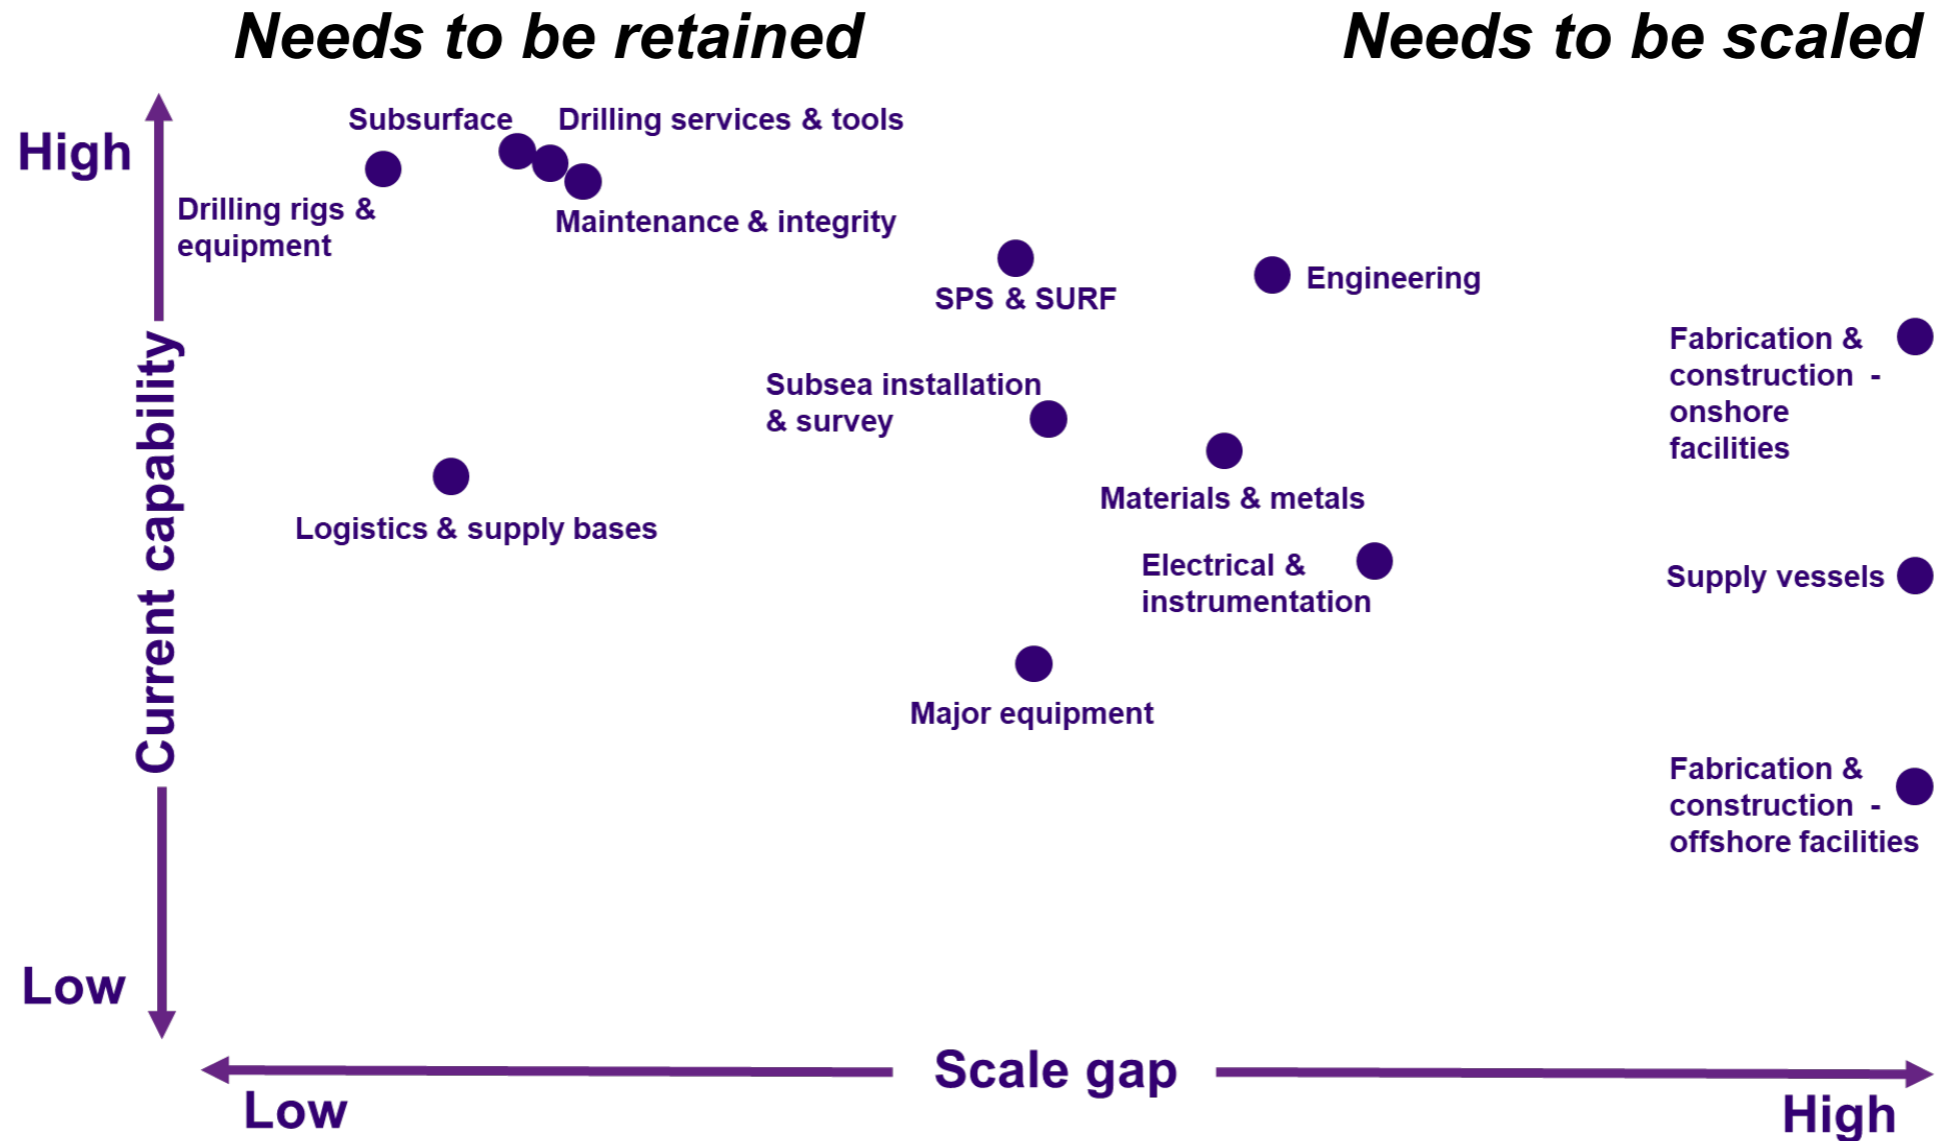 Needs to be retained
Needs to be scaled
High
Subsurface
Drilling services & tools
Drilling rigs &
equipment
Maintenance & integrity
SPS & SURF
Engineering
Fabrication &
construction -
onshore
facilities
Subsea installation
& survey
Current capability
Logistics & supply bases
Materials & metals
Electrical &
instrumentation
Supply vessels
Major equipment
Fabrication &
construction -
offshore facilities
Low
Scale gap
Low
High